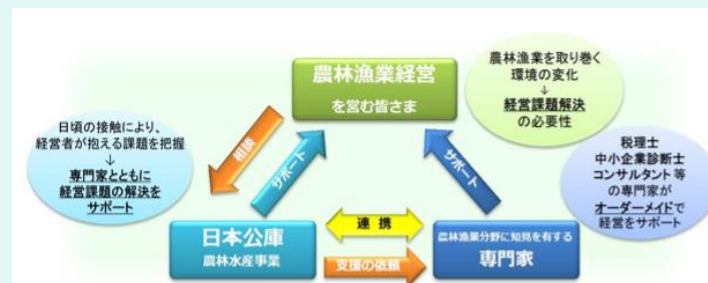 農林漁業経営
を営む皆さま
農林漁業を取り巻く
環境の変化
↓
経営課題解決
の必要性
日頃の接触により、
経営者が抱える課題を把握
↓
専門家とともに
経営課題の解決を
サポート
相談
サポート
サポート
税理士
中小企業診断士
コンサルタント等
の専門家が
オーダーメイドで
経営をサポート
日本公庫
農林水産事業
連携
支援の依頼
農林漁業分野に知見を有する
専門家